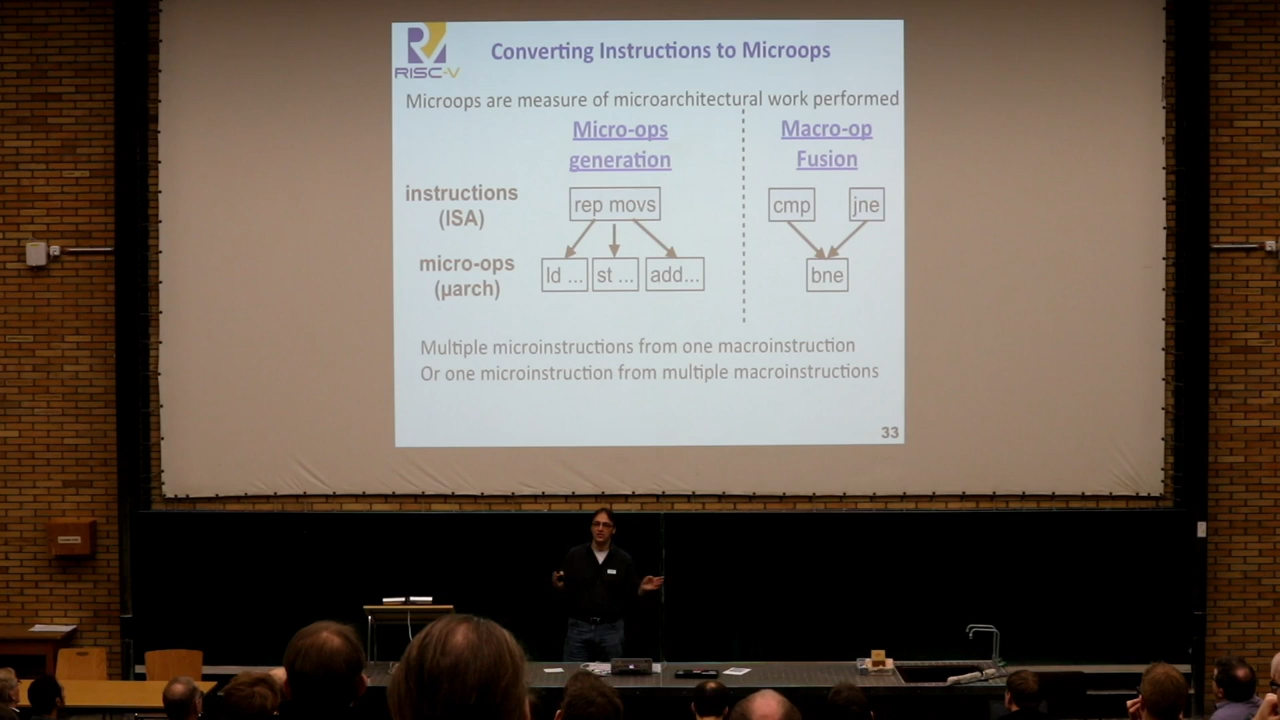 RISC-V
Converting Instructions to Microops
Microops are measure of microarchitectural work performed
Micro-ops
generation
Macro-op
Fusion
instructions
(ISA)
rep movs
cmp
jne
micro-ops
(µarch)
ld ...
st ...
add...
bne
Multiple microinstructions from one macroinstruction
Or one microinstruction from multiple macroinstructions
33